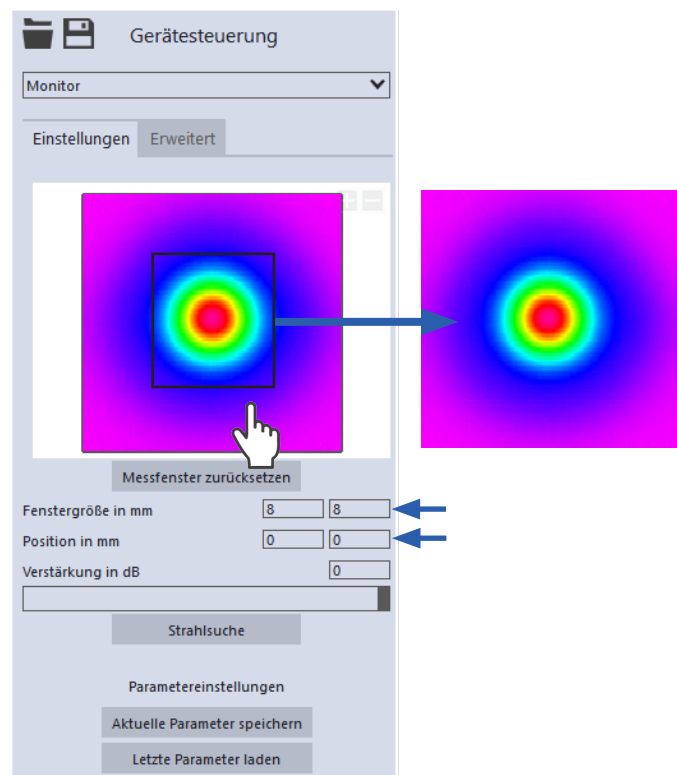 Gerätesteuerung
Monitor
Einstellungen Erweitert
Messfenster zurücksetzen
Fenstergröße in mm 8 8
Position in mm 0 0
Verstärkung in dB 0
Strahlsuche
Parametereinstellungen
Aktuelle Parameter speichern
Letzte Parameter laden